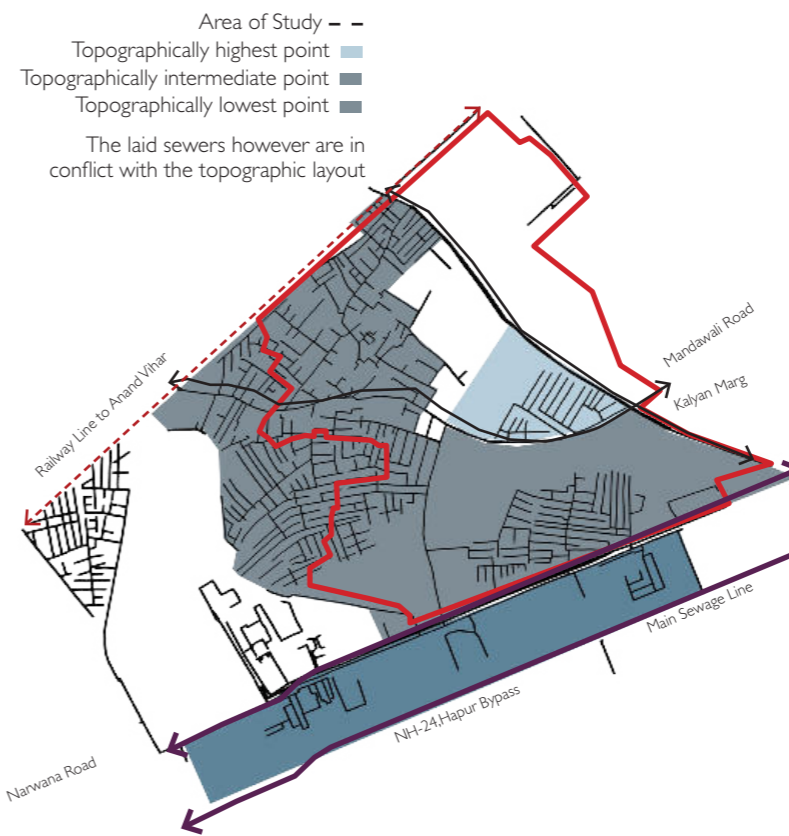 Area of Study
Topographically highest point
Topographically intermediate point
Topographically lowest point
The laid sewers however are in
conflict with the topographic layout
Railway Line to Anand Vihar
Mandawali Road
Kalyan Marg
Main Sewage Line
NH-24,Hapur Bypass
Narwana Road